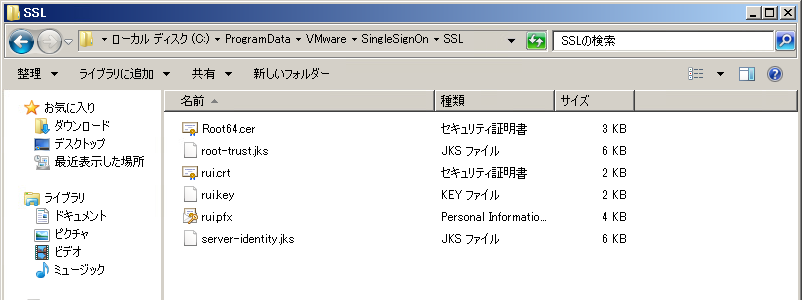 SSL
ローカル ディスク (C:) ProgramData VMware SingleSignOn SSL
SSLの検索
整理 ライブラリに追加 共有 新しいフォルダー
お気に入り
ダウンロード
デスクトップ
最近表示した場所
ライブラリ
ドキュメント
ピクチャ
ビデオ
ミュージック
名前 種類 サイズ
Root64.cer セキュリティ証明書 3 KB
root-trust.jks JKS ファイル 6 KB
rui.crt セキュリティ証明書 2 KB
rui.key KEY ファイル 2 KB
rui.pfx Personal Informatio... 4 KB
server-identity.jks JKS ファイル 6 KB